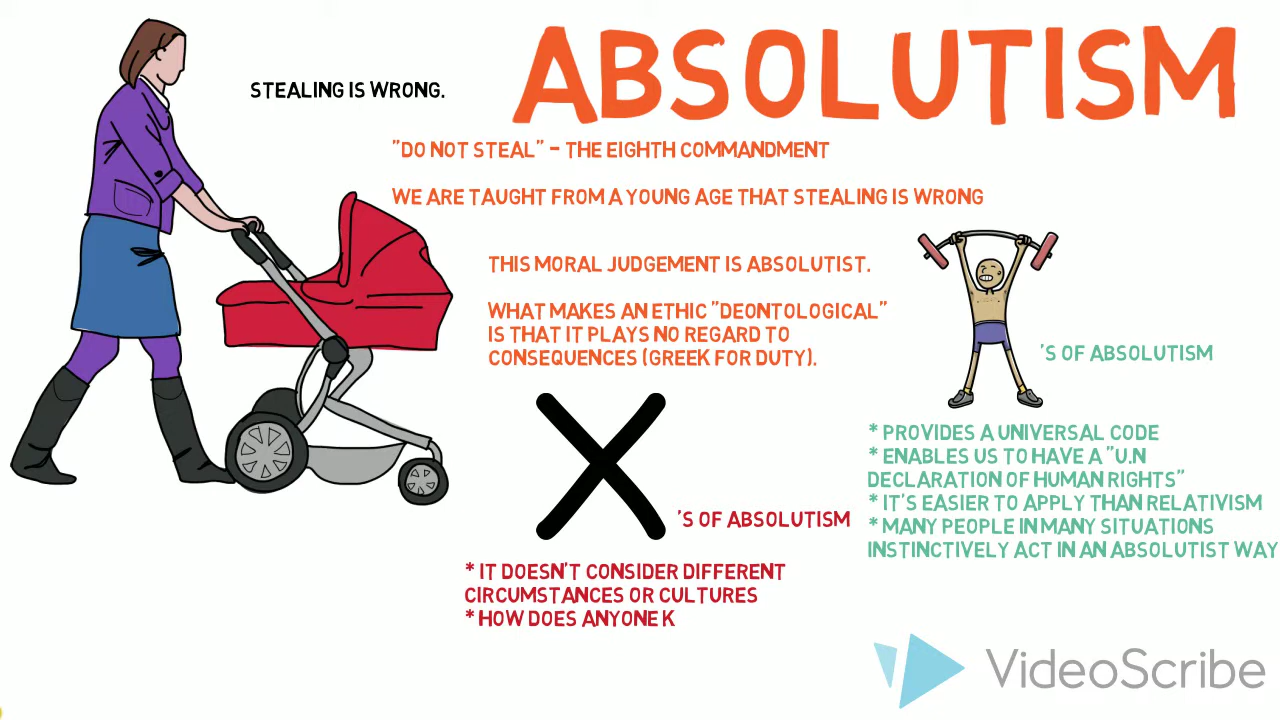 ABSOLUTISM
STEALING IS WRONG.
"DO NOT STEAL" - THE EIGHTH COMMANDMENT
WE ARE TAUGHT FROM A YOUNG AGE THAT STEALING IS WRONG
THIS MORAL JUDGEMENT IS ABSOLUTIST.
WHAT MAKES AN ETHIC "DEONTOLOGICAL"
IS THAT IT PLAYS NO REGARD TO
CONSEQUENCES (GREEK FOR DUTY).
'S OF ABSOLUTISM
* PROVIDES A UNIVERSAL CODE
* ENABLES US TO HAVE A "U.N
DECLARATION OF HUMAN RIGHTS"
* IT'S EASIER TO APPLY THAN RELATIVISM
* MANY PEOPLE IN MANY SITUATIONS
INSTINCTIVELY ACT IN AN ABSOLUTIST WAY
'S OF ABSOLUTISM
* IT DOESN'T CONSIDER DIFFERENT
CIRCUMSTANCES OR CULTURES
* HOW DOES ANYONE K
VideoScribe